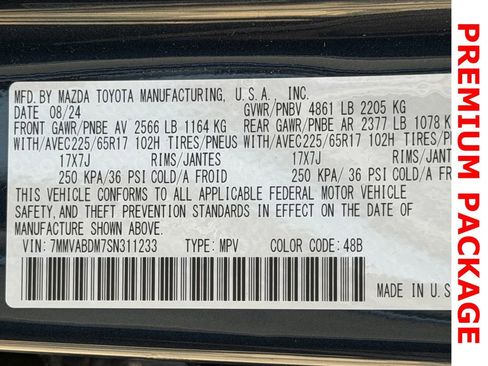 MFD. BY MAZDA TOYOTA MANUFACTURING, U.S.A., INC.
DATE 08/24 GVWR/PNBV 4861 LB 2205 KG
FRONT GAWR/PNBE AV 2566 LB 1164 KG REAR GAWR/PNBE AR 2377 LB 1078 K
WITH/AVEC225/65R17 102H TIRES/PNEUS WITH/AVEC225/65R17 102H TIRES/PN
17X7J RIMS/JANTES 17X7J RIMS/JANT
250 KPA/36 PSI COLD/A FROID 250 KPA/36 PSI COLD/A F
THIS VEHICLE CONFORMS TO ALL APPLICABLE FEDERAL MOTOR VEHICLE
SAFETY, AND THEFT PREVENTION STANDARDS IN EFFECT ON THE DATE OF
MANUFACTURE SHOWN ABOVE.
VIN: 7MMVABDM7SN311233 TYPE: MPV COLOR CODE: 48B
MADE IN U.S
PREMIUM PACKAGE